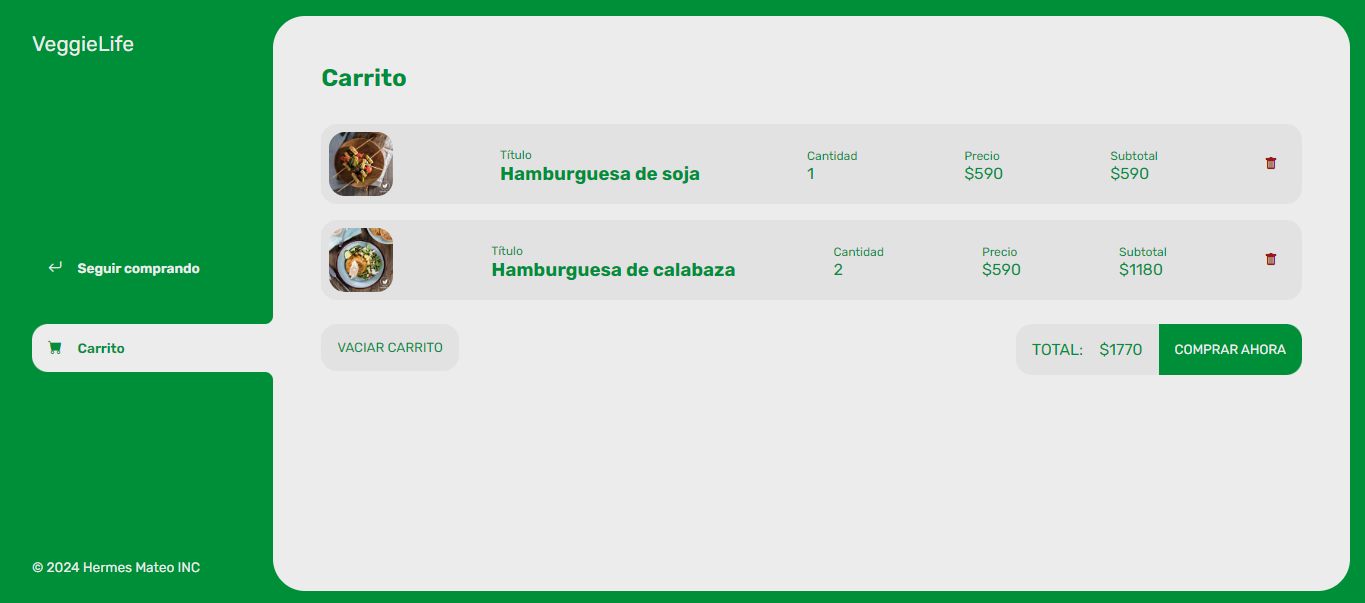 VeggieLife
Carrito
Título
Hamburguesa de soja
Cantidad
1
Precio
$590
Subtotal
$590
Título
Hamburguesa de calabaza
Cantidad
2
Precio
$590
Subtotal
$1180
Seguir comprando
Carrito
VACIAR CARRITO
TOTAL: $1770
COMPRAR AHORA
© 2024 Hermes Mateo INC